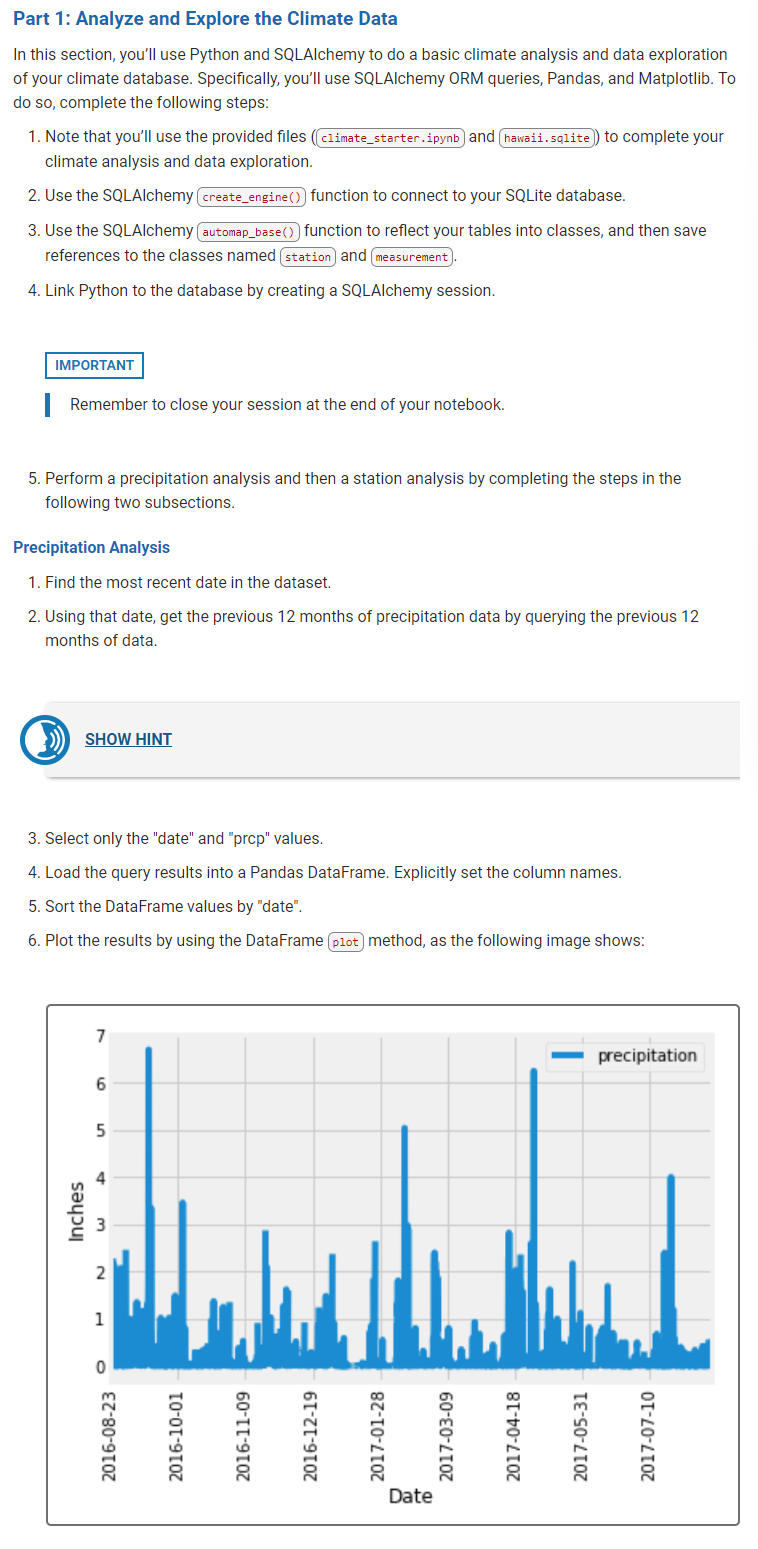 Part 1: Analyze and Explore the Climate Data
In this section, you’ll use Python and SQLAlchemy to do a basic climate analysis and data exploration
of your climate database. Specifically, you’ll use SQLAlchemy ORM queries, Pandas, and Matplotlib. To
do so, complete the following steps:
1. Note that you’ll use the provided files (climate_starter.ipynb and hawaii.sqlite) to complete your
climate analysis and data exploration.
2. Use the SQLAlchemy create_engine() function to connect to your SQLite database.
3. Use the SQLAlchemy automap_base() function to reflect your tables into classes, and then save
references to the classes named station and measurement.
4. Link Python to the database by creating a SQLAlchemy session.
IMPORTANT
Remember to close your session at the end of your notebook.
5. Perform a precipitation analysis and then a station analysis by completing the steps in the
following two subsections.
Precipitation Analysis
1. Find the most recent date in the dataset.
2. Using that date, get the previous 12 months of precipitation data by querying the previous 12
months of data.
SHOW HINT
3. Select only the "date" and "prcp" values.
4. Load the query results into a Pandas DataFrame. Explicitly set the column names.
5. Sort the DataFrame values by "date".
6. Plot the results by using the DataFrame plot method, as the following image shows:
precipitation
7
6
5
4
3
2
1
0
Inches
2016-08-23
2016-10-01
2016-11-09
2016-12-19
2017-01-28
2017-03-09
2017-04-18
2017-05-31
2017-07-10
Date